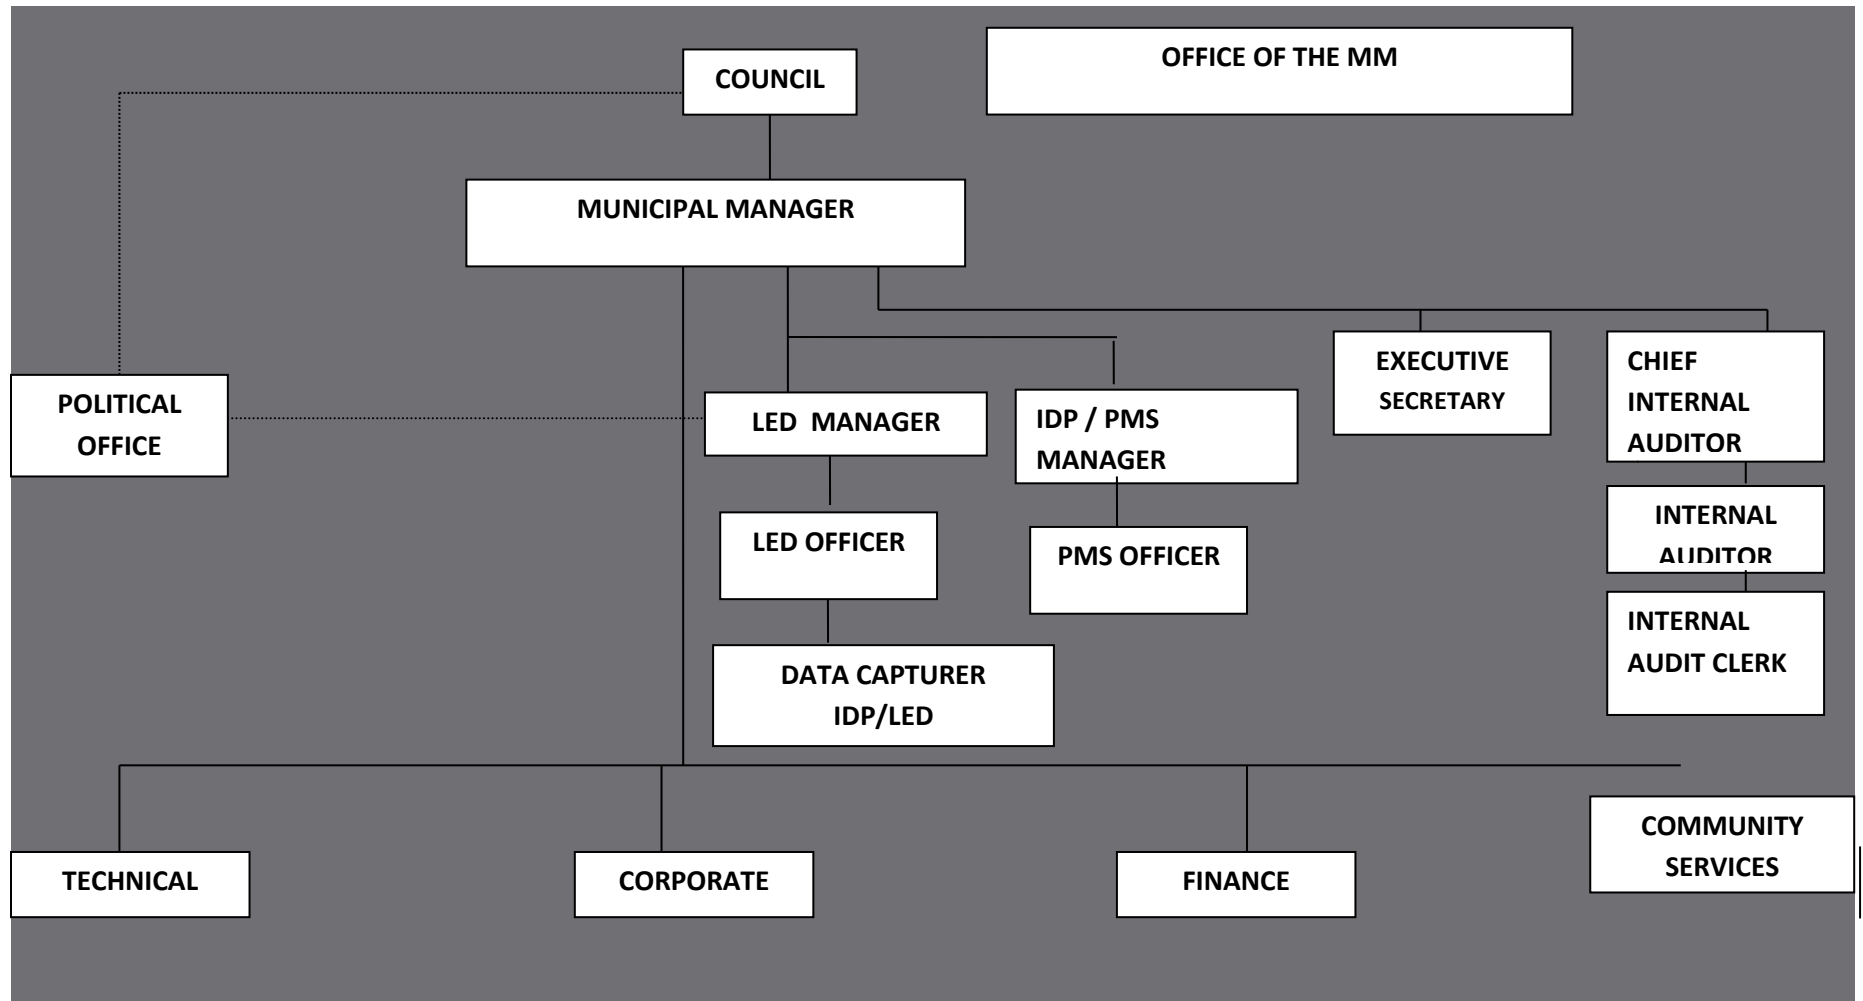 OFFICE OF THE MM
COUNCIL
MUNICIPAL MANAGER
EXECUTIVE
SECRETARY
CHIEF
INTERNAL
AUDITOR
POLITICAL
OFFICE
LED  MANAGER
IDP / PMS
MANAGER
INTERNAL
AUDITOR
LED OFFICER
PMS OFFICER
INTERNAL
AUDIT CLERK
DATA CAPTURER
IDP/LED
COMMUNITY
SERVICES
TECHNICAL
CORPORATE
FINANCE